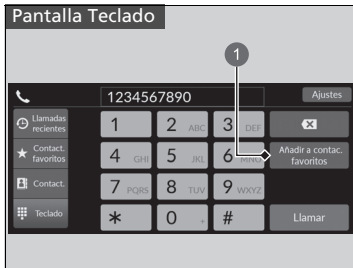 Pantalla Teclado
1
1234567890
Ajustes
Llamadas
recientes
1
2 ABC
3 DEF
Contact.
favoritos
4 GHI
5 JKL
6 MNO
Añadir a contac.
favoritos
Contact.
7 PQRS
8 TUV
9 WXYZ
Teclado
*
0 +
#
Llamar